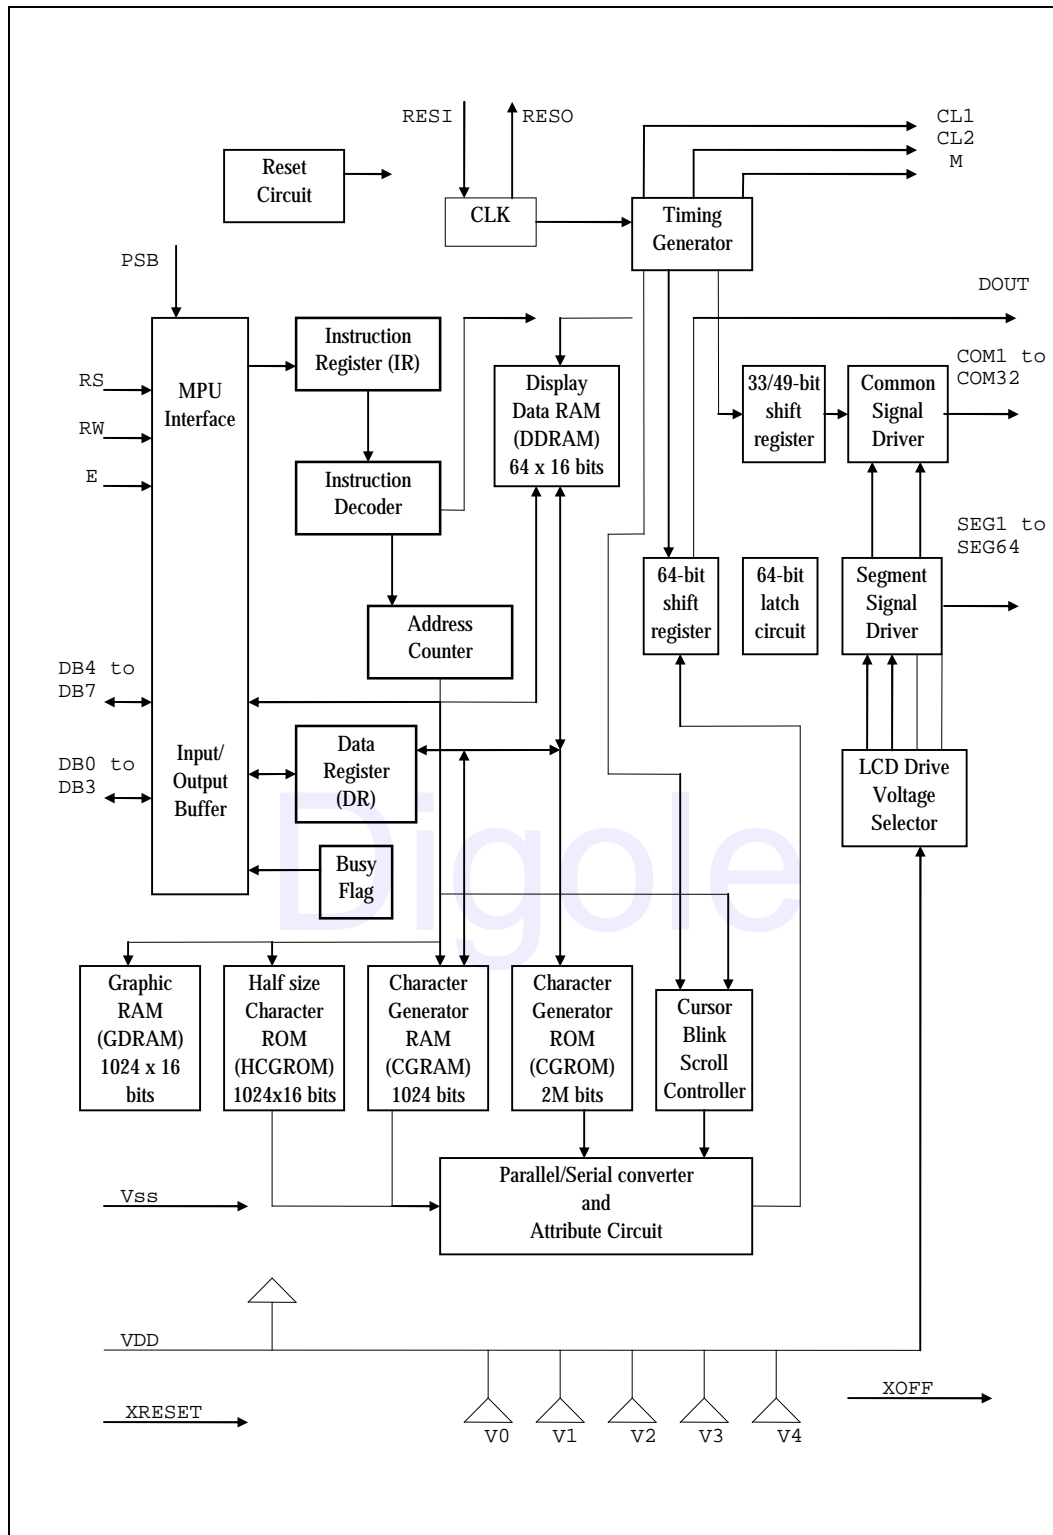 RESI
RESO
CL1
CL2
M
Reset
Circuit
CLK
Timing
Generator
PSB
DOUT
Instruction
Register (IR)
COM1 to
COM32
RS
MPU
Interface
Display
Data RAM
(DDRAM)
64 x 16 bits
33/49-bit
shift
register
Common
Signal
Driver
RW
E
Instruction
Decoder
SEG1 to
SEG64
64-bit
shift
register
64-bit
latch
circuit
Segment
Signal
Driver
Address
Counter
DB4 to
DB7
Input/
Output
Buffer
Data
Register
(DR)
DB0 to
DB3
LCD Drive
Voltage
Selector
Digole
Busy
Flag
Graphic
RAM
(GDRAM)
1024 x 16
bits
Half size
Character
ROM
(HCGROM)
1024x16 bits
Character
Generator
RAM
(CGRAM)
1024 bits
Character
Generator
ROM
(CGROM)
2M bits
Cursor
Blink
Scroll
Controller
Parallel/Serial converter
and
Attribute Circuit
Vss
VDD
XOFF
XRESET
V0
V1
V2
V3
V4